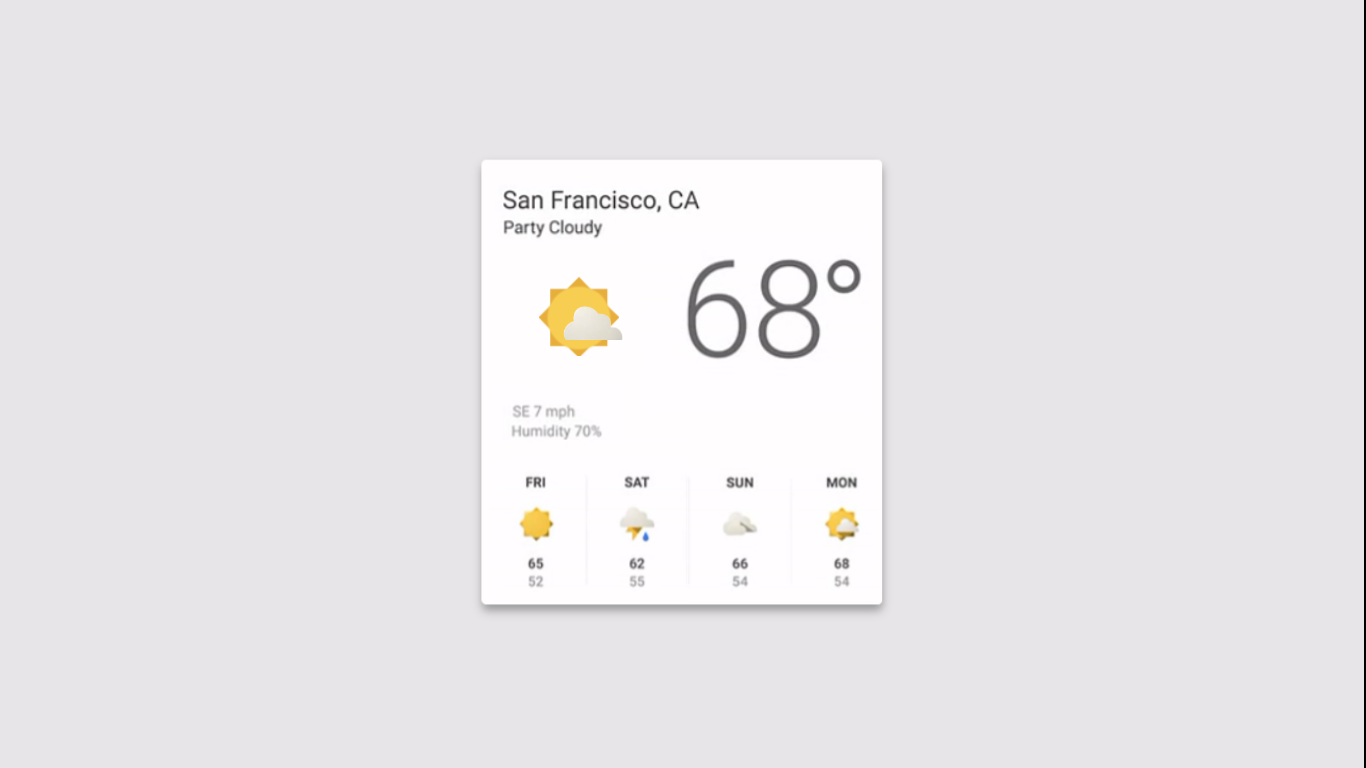 San Francisco, CA
Party Cloudy
68°
SE 7 mph
Humidity 70%
FRI SAT SUN MON
65 62 66 68
52 55 54 54